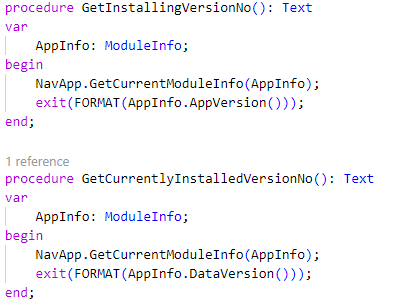 procedure GetInstallingVersionNo(): Text
var
    AppInfo: ModuleInfo;
begin
    NavApp.GetCurrentModuleInfo(AppInfo);
    exit(FORMAT(AppInfo.AppVersion()));
end;
1 reference
procedure GetCurrentlyInstalledVersionNo(): Text
var
    AppInfo: ModuleInfo;
begin
    NavApp.GetCurrentModuleInfo(AppInfo);
    exit(FORMAT(AppInfo.DataVersion()));
end;